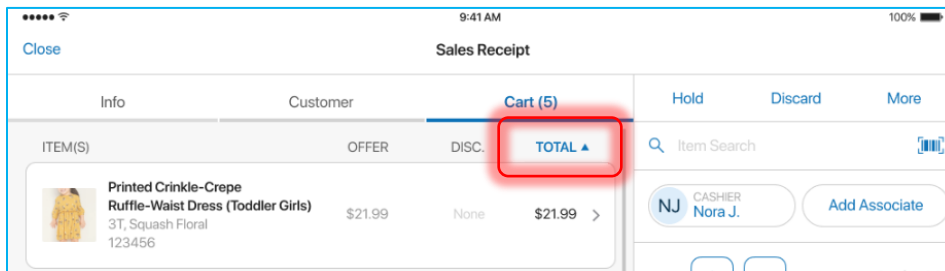 9:41 AM
100%
Close
Sales Receipt
Info
Customer
Cart (5)
Hold
Discard
More
ITEM(S)
OFFER
DISC.
TOTAL ▲
Item Search
Printed Crinkle-Crepe
Ruffle-Waist Dress (Toddler Girls)
3T, Squash Floral
123456
$21.99
None
$21.99
NJ
CASHIER
Nora J.
Add Associate